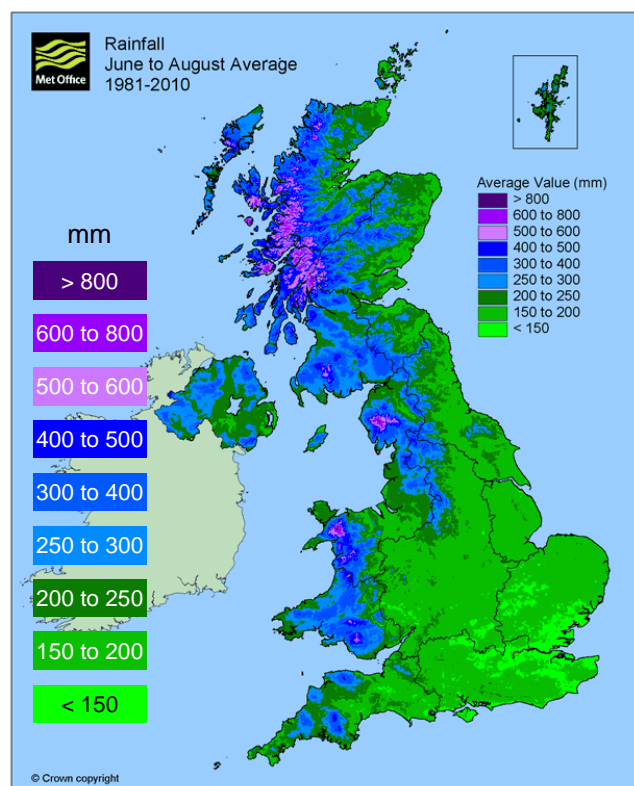 Met Office
Rainfall
June to August Average
1981-2010
Average Value (mm)
> 800
600 to 800
500 to 600
400 to 500
300 to 400
250 to 300
200 to 250
150 to 200
< 150
mm
> 800
600 to 800
500 to 600
400 to 500
300 to 400
250 to 300
200 to 250
150 to 200
< 150
© Crown copyright